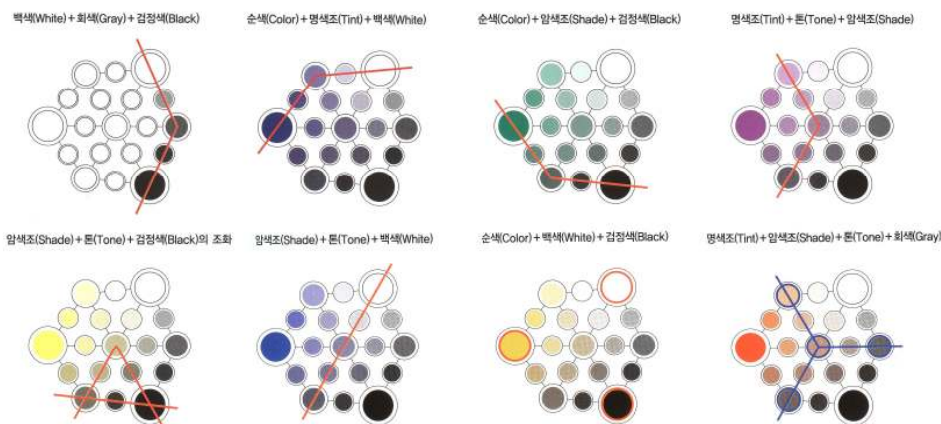 백색(White)+회색(Gray)+검정색(Black)
순색(Color)+명색조(Tint)+백색(White)
순색(Color)+암색조(Shade)+검정색(Black)
명색조(Tint)+톤(Tone)+암색조(Shade)
암색조(Shade)+톤(Tone)+검정색(Black)의 조화
암색조(Shade)+톤(Tone)+백색(White)
순색(Color)+백색(White)+검정색(Black)
명색조(Tint)+암색조(Shade)+톤(Tone)+회색(Gray)